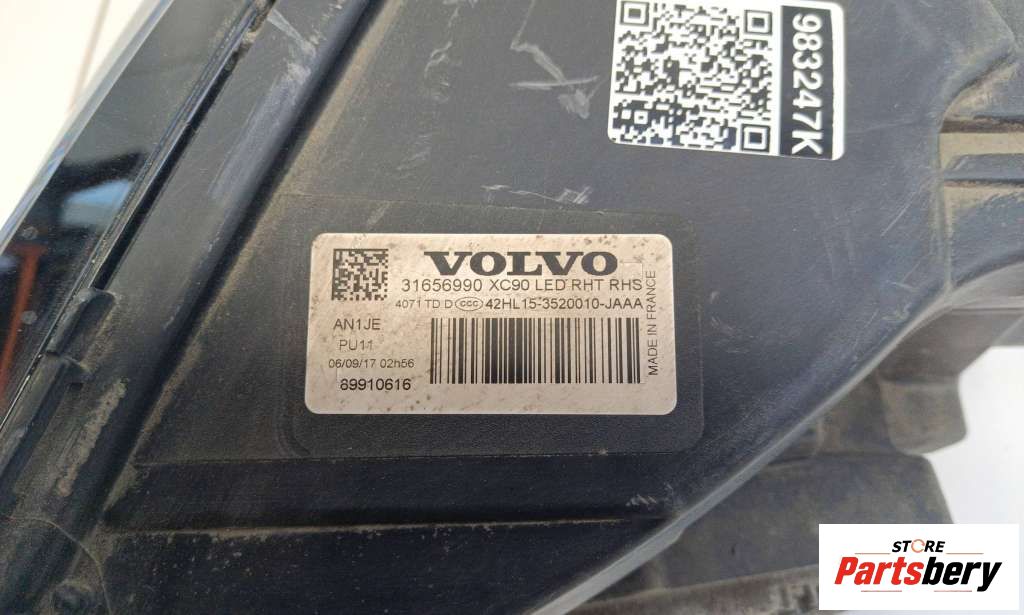 983247K
VOLVO
31656990 XC90 LED RHT RHS
4071 TD D CCC 42HL15-3520010-JAAA
AN1JE
PU11
06/09/17 02h56
89910616
MADE IN FRANCE
STORE
Partsbery